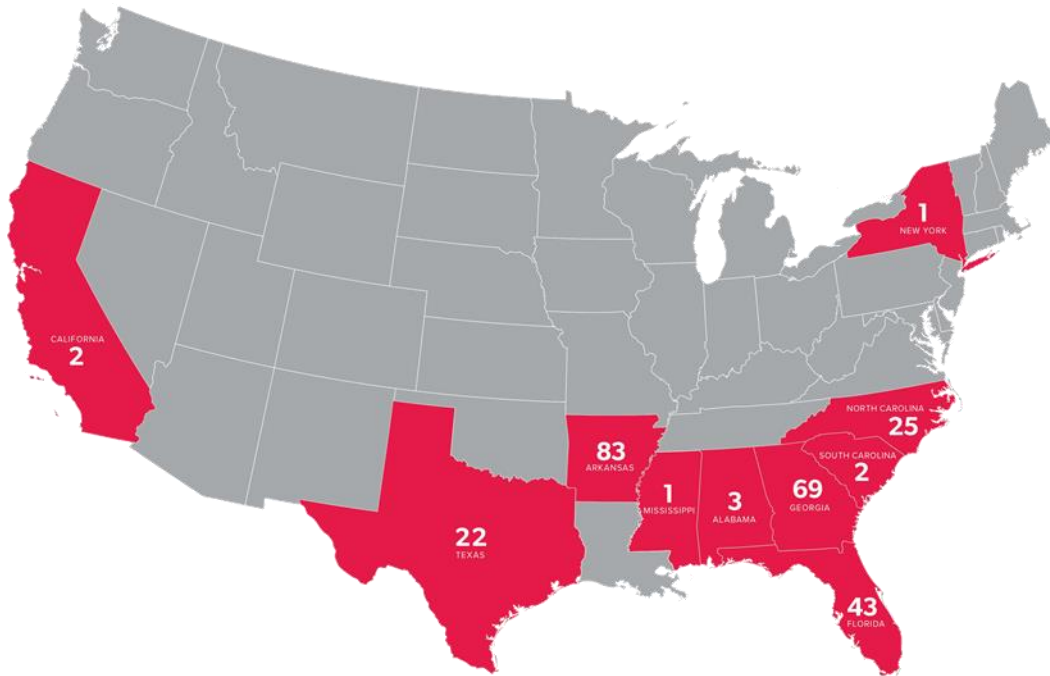 1
NEW YORK
CALIFORNIA
2
NORTH CAROLINA
25
83
ARKANSAS
SOUTH CAROLINA
2
1
MISSISSIPPI
3
ALABAMA
69
GEORGIA
22
TEXAS
43
FLORIDA